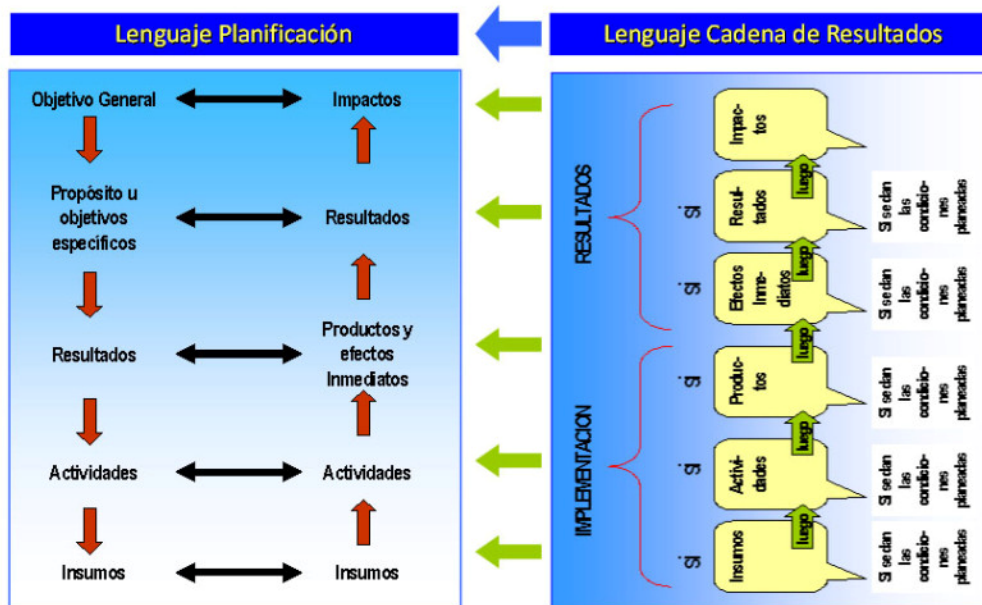 Lenguaje Planificación
Objetivo General
Impactos
Propósito u
objetivos
específicos
Resultados
Resultados
Productos y
efectos
Inmediatos
Actividades
Actividades
Insumos
Insumos
Lenguaje Cadena de Resultados
RESULTADOS
IMPLEMENTACION
Impac-
tos
luego
Si
Resul-
tados
Si se dan
las
condicio-
nes
planeadas
luego
Si
Efectos
Inme-
diatos
Si se dan
las
condicio-
nes
planeadas
luego
Si
Produc-
tos
Si se dan
las
condicio-
nes
planeadas
luego
Si
Activi-
dades
Si se dan
las
condicio-
nes
planeadas
luego
Si
Insumos
Si se dan
las
condicio-
nes
planeadas